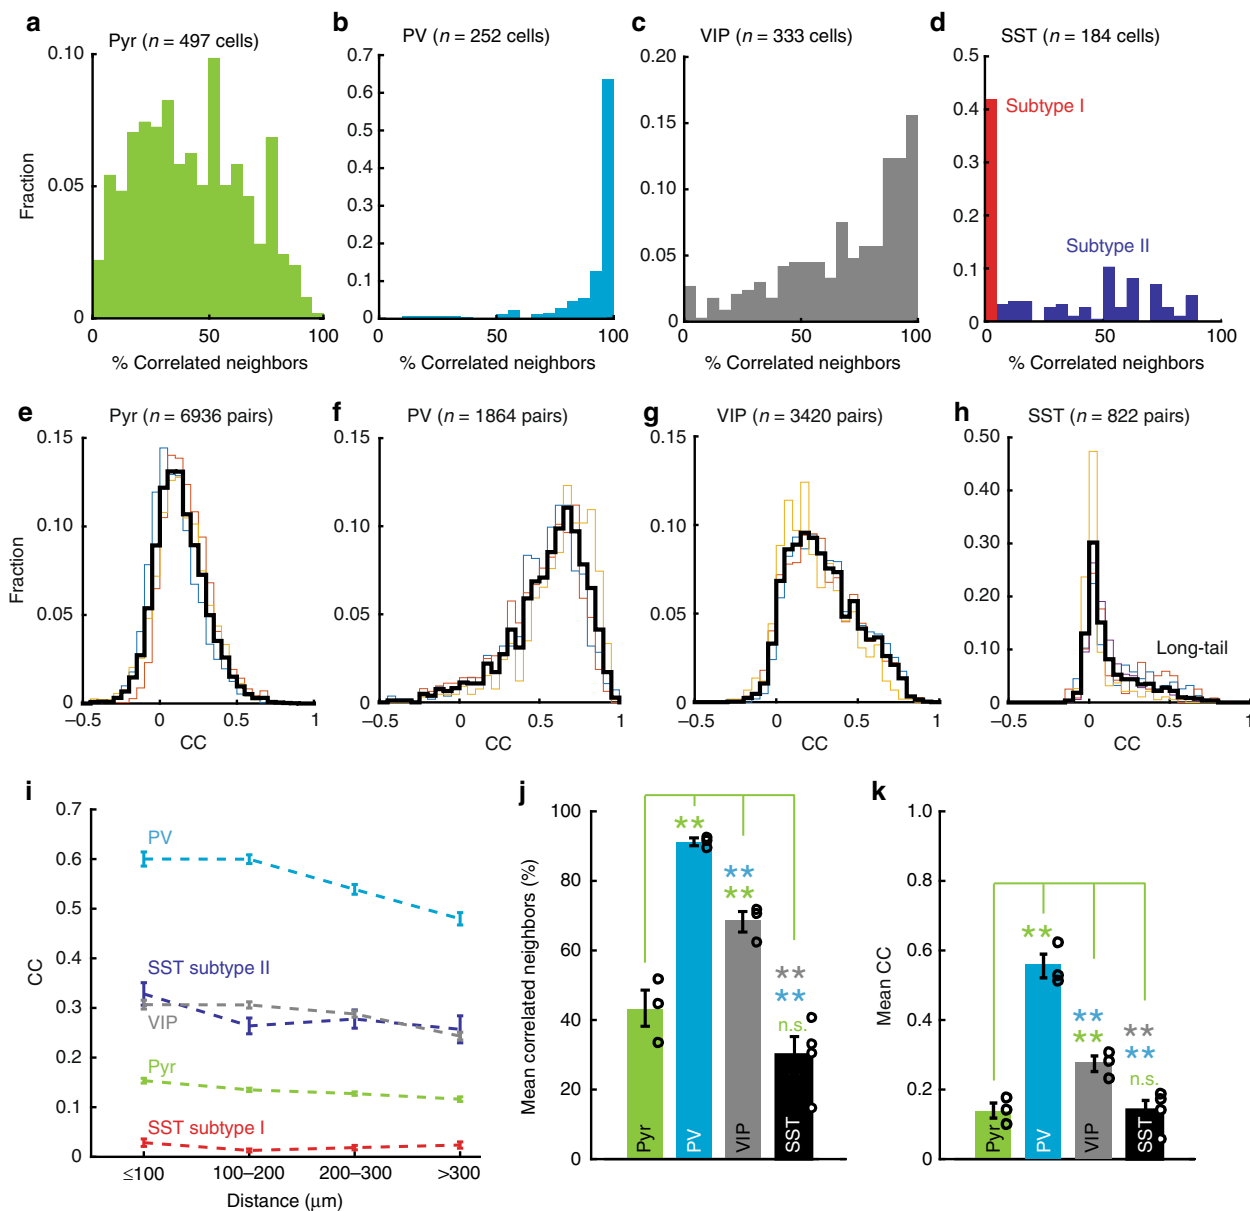 a
Pyr (n = 497 cells)
0.10
0.05
0
0
50
100
Fraction
% Correlated neighbors
b
PV (n = 252 cells)
0.7
0.6
0.5
0.4
0.3
0.2
0.1
0
0
50
100
% Correlated neighbors
c
VIP (n = 333 cells)
0.20
0.15
0.10
0.05
0
0
50
100
% Correlated neighbors
d
SST (n = 184 cells)
0.5
0.4
0.3
0.2
0.1
0
Subtype I
Subtype II
0
50
100
% Correlated neighbors
e
Pyr (n = 6936 pairs)
0.15
0.10
0.05
0
−0.5
0
0.5
1
Fraction
CC
f
PV (n = 1864 pairs)
0.15
0.10
0.05
0
−0.5
0
0.5
1
CC
g
VIP (n = 3420 pairs)
0.15
0.10
0.05
0
−0.5
0
0.5
1
CC
h
SST (n = 822 pairs)
0.50
0.40
0.30
0.20
0.10
0
Long-tail
−0.5
0
0.5
1
CC
i
0.7
0.6
0.5
0.4
0.3
0.2
0.1
0
CC
PV
SST subtype II
VIP
Pyr
SST subtype I
≤100
100–200
200–300
>300
Distance (μm)
j
100
80
60
40
20
0
Mean correlated neighbors (%)
**
**
**
**
**
n.s.
Pyr
PV
VIP
SST
k
1.0
0.8
0.6
0.4
0.2
0
Mean CC
**
**
**
**
**
n.s.
Pyr
PV
VIP
SST